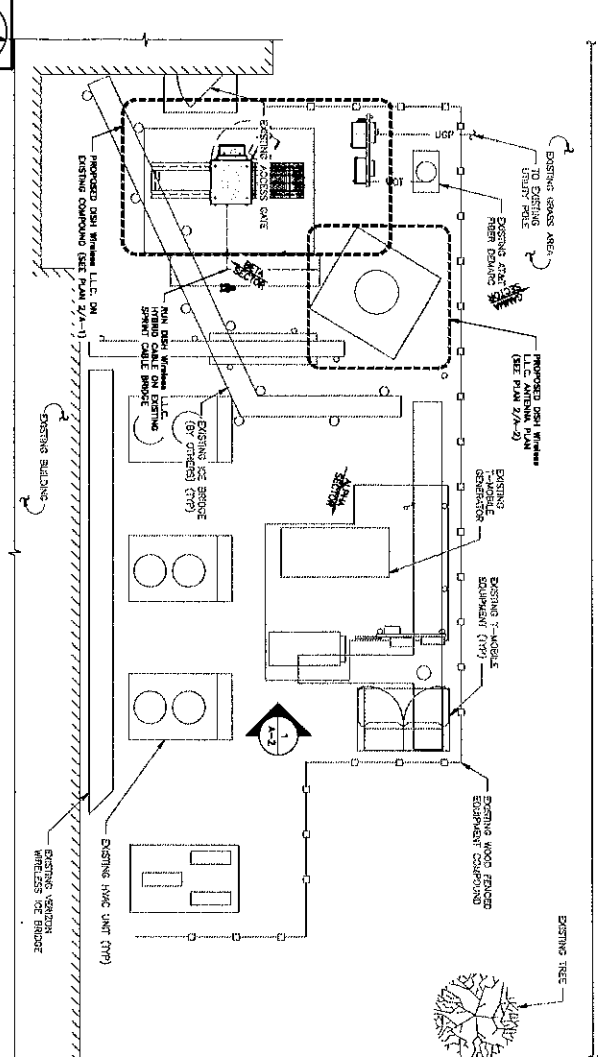 EXISTING GRASS AREA
UGP
TO EXISTING
UTILITY POLE
EXISTING AT&T
FIBER DEMARC
PROPOSED DISH Wireless
L.L.C. ANTENNA PLAN
(SEE PLAN 2/A-2)
EXISTING ACCESS GATE
BETA
SECTOR
PROPOSED DISH Wireless L.L.C. ON
EXISTING COMPOUND (SEE PLAN 2/A-1)
RUN DISH Wireless L.L.C.
HYBRID CABLE ON EXISTING
SPRINT CABLE BRIDGE
EXISTING ICE BRIDGE
(BY OTHERS) (TYP)
EXISTING BUILDING
ALPHA
SECTOR
EXISTING
T-MOBILE
GENERATOR
EXISTING T-MOBILE
EQUIPMENT (TYP)
1
A-2
EXISTING WOOD FENCED
EQUIPMENT COMPOUND
EXISTING TREE
EXISTING HVAC UNIT (TYP)
EXISTING VERIZON
WIRELESS ICE BRIDGE